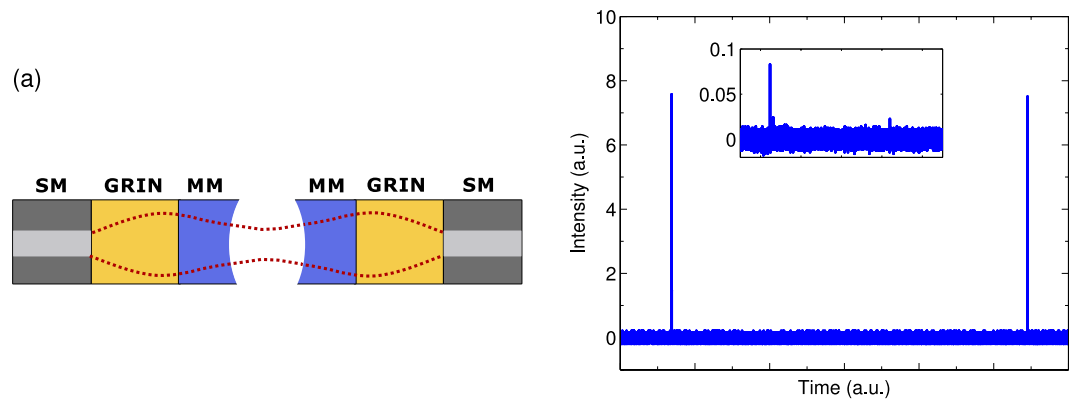 (a)
SM GRIN MM MM GRIN SM
10
8
6
4
2
0
Intensity (a.u.)
0.1
0.05
0
Time (a.u.)